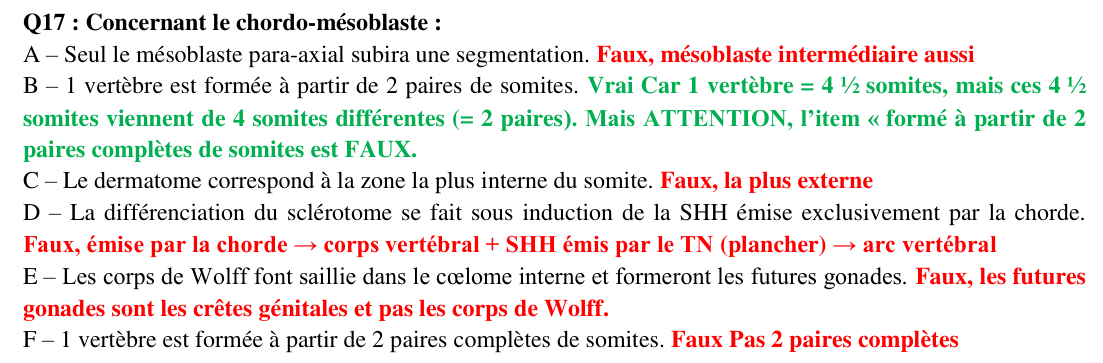 Q17 : Concernant le chordo-mésoblaste :
A – Seul le mésoblaste para-axial subira une segmentation. Faux, mésoblaste intermédiaire aussi
B – 1 vertèbre est formée à partir de 2 paires de somites. Vrai Car 1 vertèbre = 4 ½
somites, mais ces 4 ½ somites viennent de 4 somites différentes (= 2 paires). Mais ATTENTION, l'item « formé à partir de 2
paires complètes de somites est FAUX.
C – Le dermatome correspond à la zone la plus interne du somite. Faux, la plus externe
D – La différenciation du sclérotome se fait sous induction de la SHH émise exclusivement par la chorde.
Faux, émise par la chorde → corps vertébral + SHH émis par le TN (plancher) → arc vertébral
E – Les corps de Wolff font saillie dans le cœlome interne et formeront les futures gonades. Faux, les futures
gonades sont les crêtes génitales et pas les corps de Wolff.
F – 1 vertèbre est formée à partir de 2 paires complètes de somites. Faux Pas 2 paires complètes